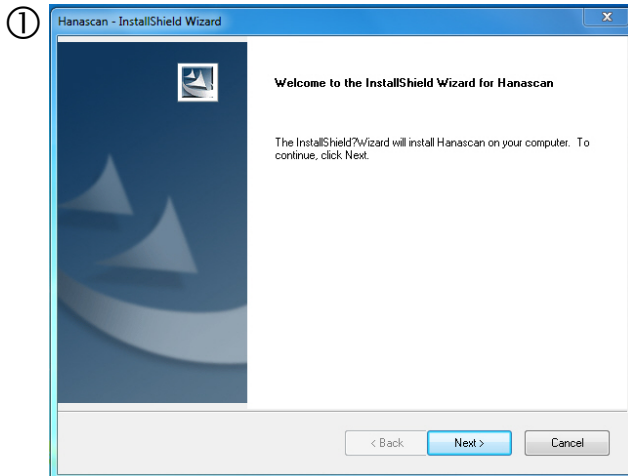 ①
Hanascan - InstallShield Wizard
Welcome to the InstallShield Wizard for Hanascan
The InstallShield?Wizard will install Hanascan on your computer. To
continue, click Next.
< Back
Next >
Cancel